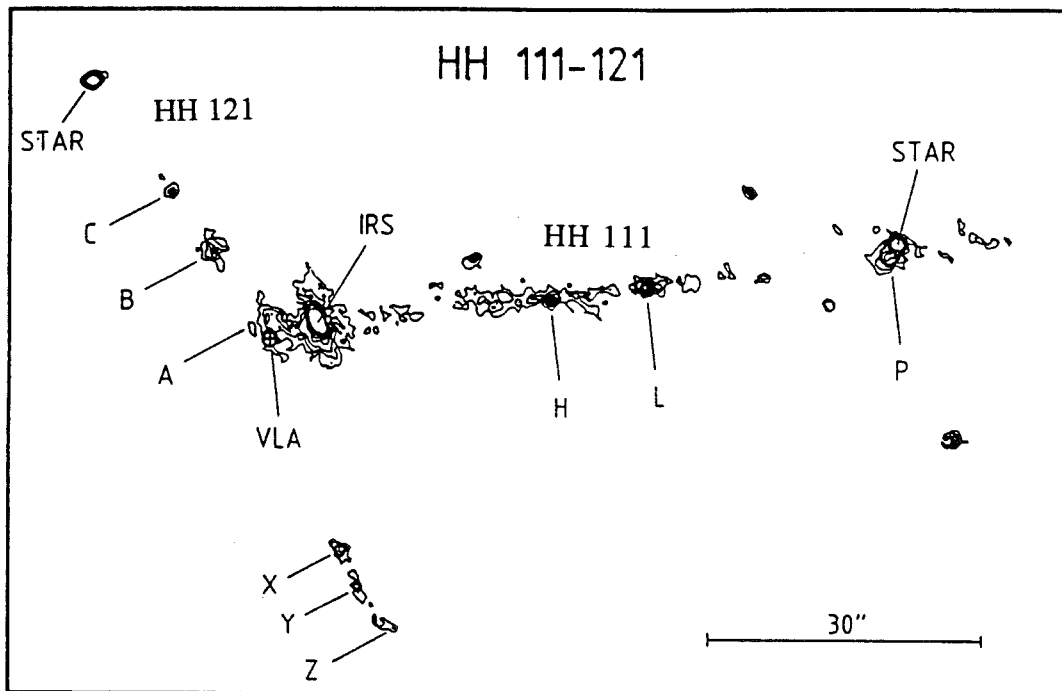 HH 111-121
HH 121
STAR
STAR
C
IRS
HH 111
B
A
P
H
L
VLA
X
Y
30"
Z